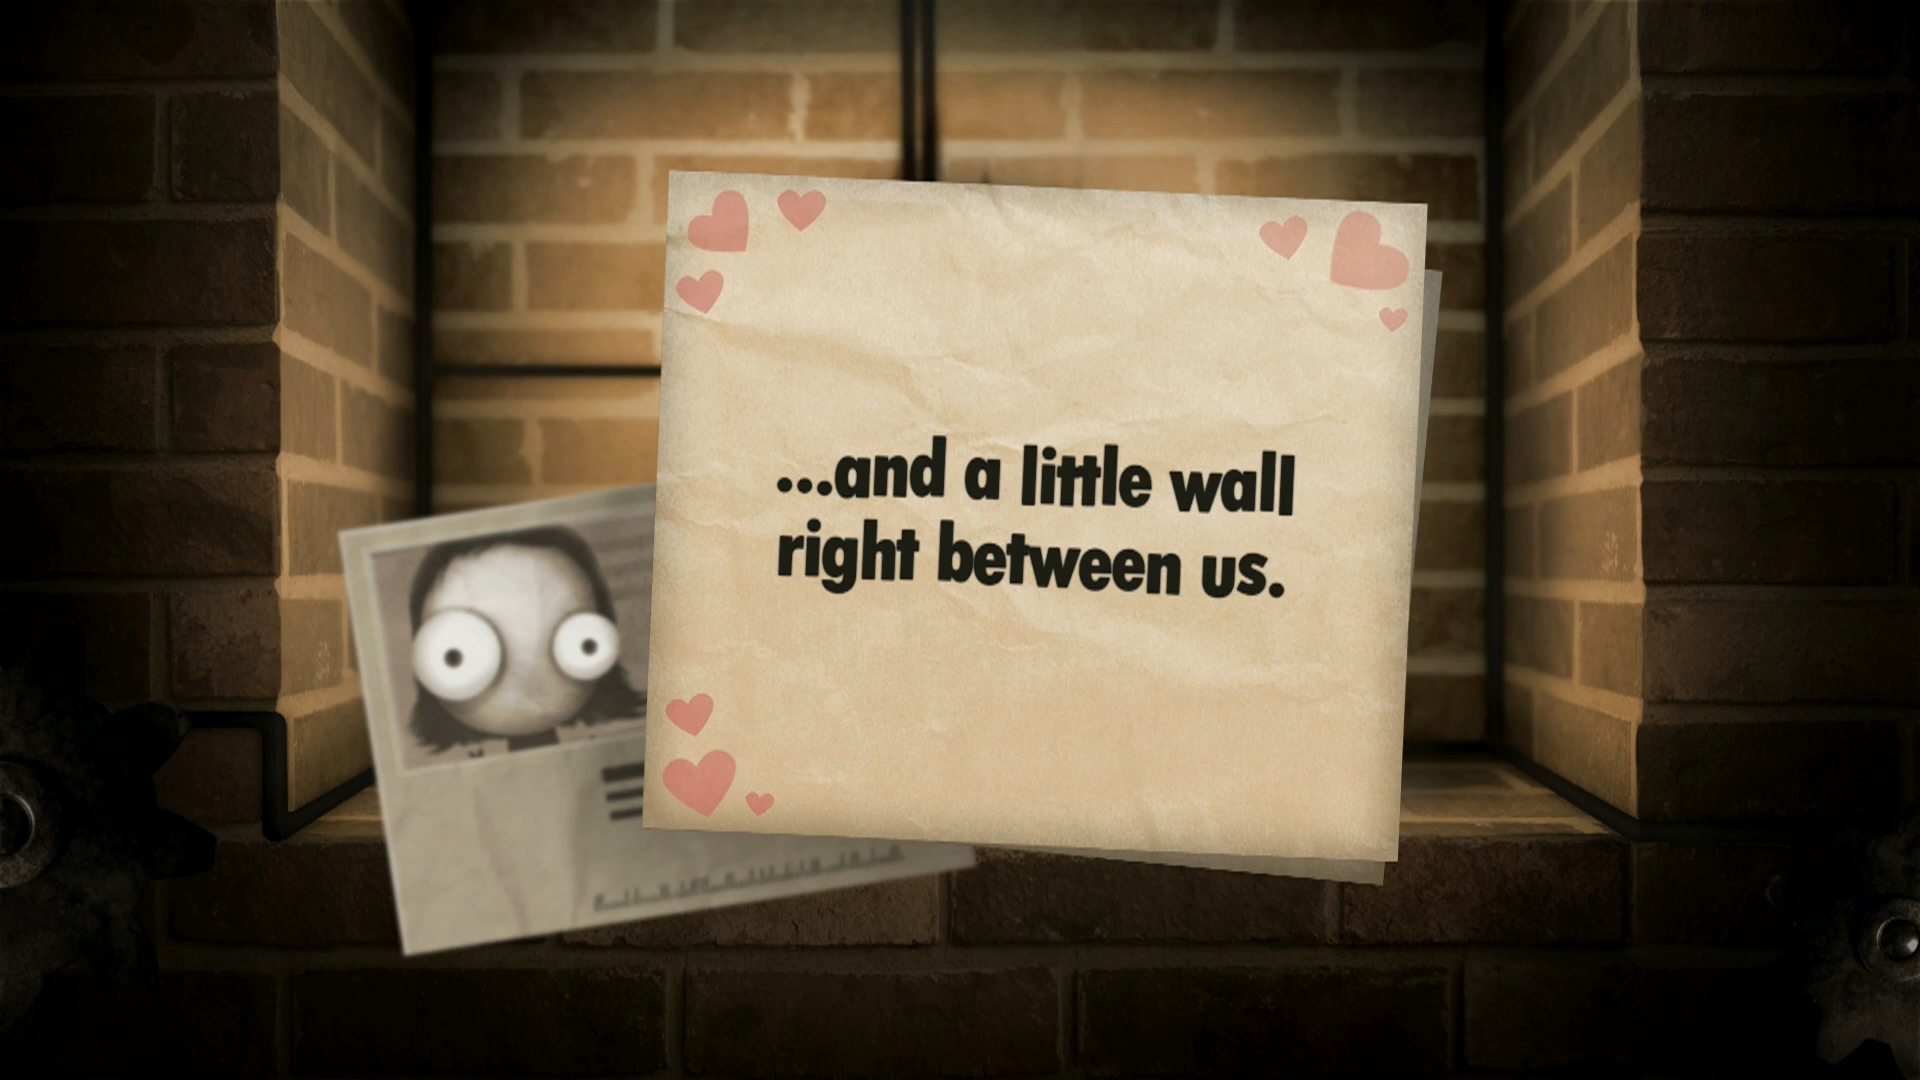 ...and a little wall
right between us.